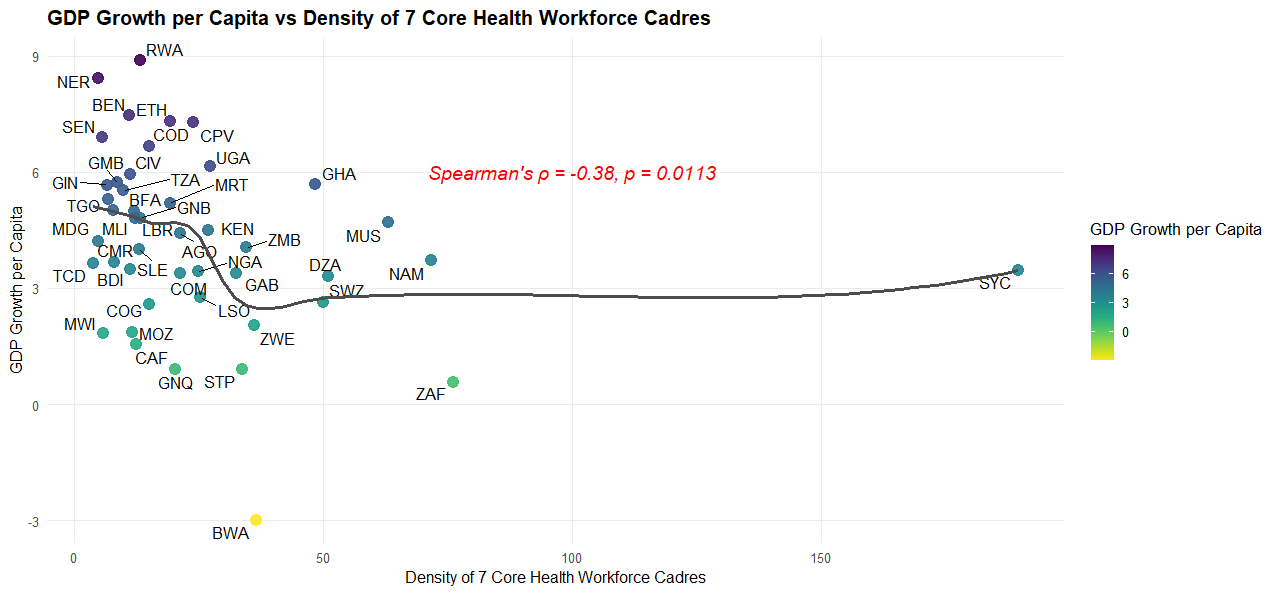 GDP Growth per Capita vs Density of 7 Core Health Workforce Cadres
GDP Growth per Capita
9
6
3
0
-3
RWA
NER
BEN
ETH
SEN
COD
CPV
GMB
CIV
UGA
GIN
TZA
GHA
MRT
BFA
TGO
GNB
MDG
MLI
LBR
KEN
MUS
CMR
AGO
ZMB
TCD
BDI
SLE
NGA
DZA
NAM
COM
GAB
SWZ
SYC
COG
LSO
MWI
MOZ
ZWE
CAF
GNQ
STP
ZAF
BWA
Spearman's ρ = -0.38, p = 0.0113
0
50
100
150
Density of 7 Core Health Workforce Cadres
GDP Growth per Capita
6
3
0